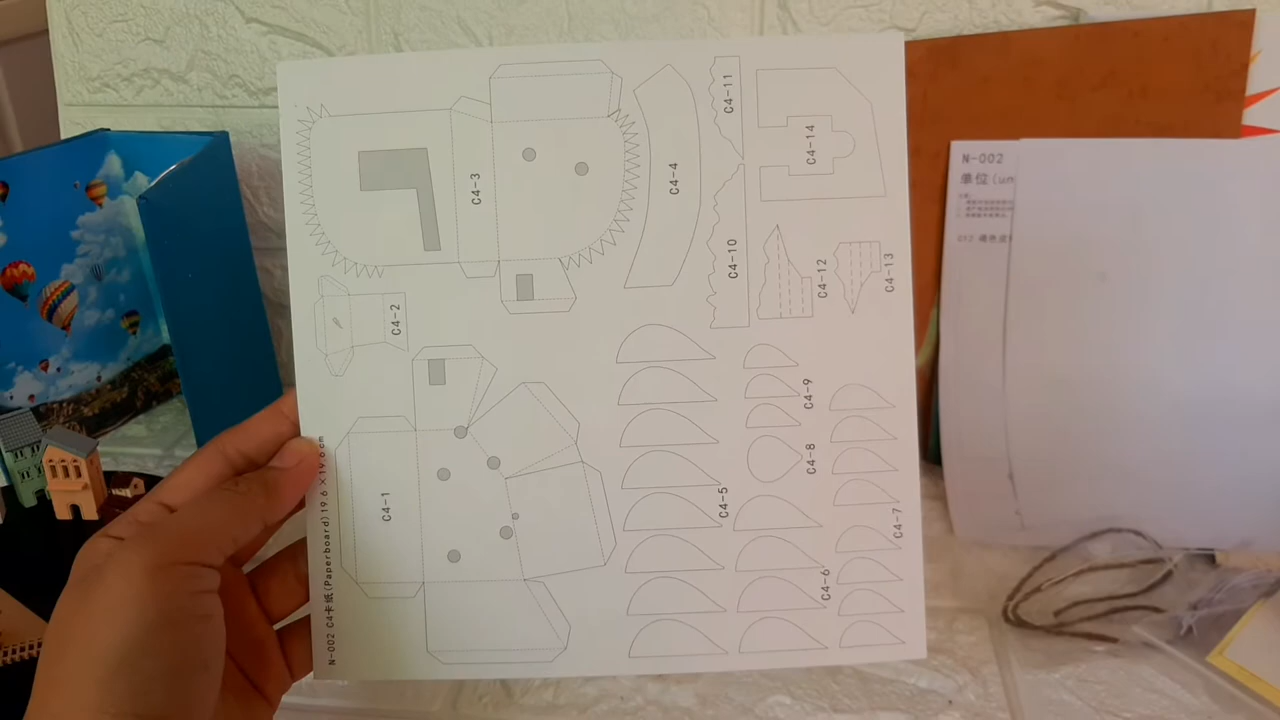 C4-11
C4-14
C4-3
C4-4
C4-10
C4-12
C4-13
C4-2
C4-9
C4-8
C4-1
C4-5
C4-7
C4-6
N-002 C4卡纸(Paperboard)19.6×19.6cm
N-002
单位(un